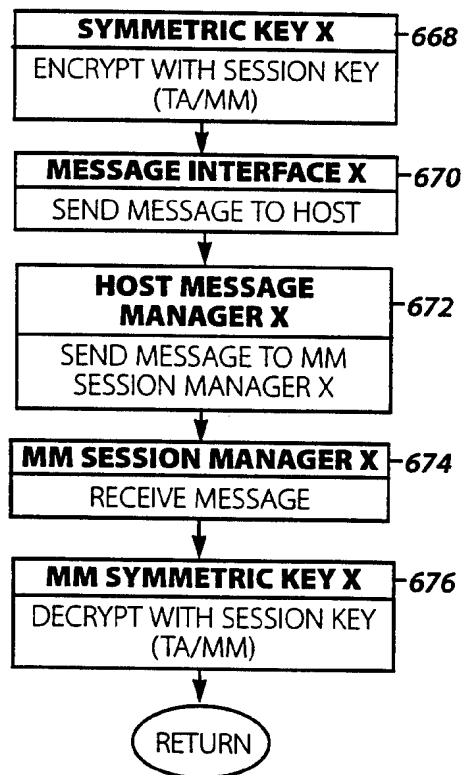 SYMMETRIC KEY X 668
ENCRYPT WITH SESSION KEY
(TA/MM)
MESSAGE INTERFACE X 670
SEND MESSAGE TO HOST
HOST MESSAGE
MANAGER X 672
SEND MESSAGE TO MM
SESSION MANAGER X
MM SESSION MANAGER X 674
RECEIVE MESSAGE
MM SYMMETRIC KEY X 676
DECRYPT WITH SESSION KEY
(TA/MM)
RETURN